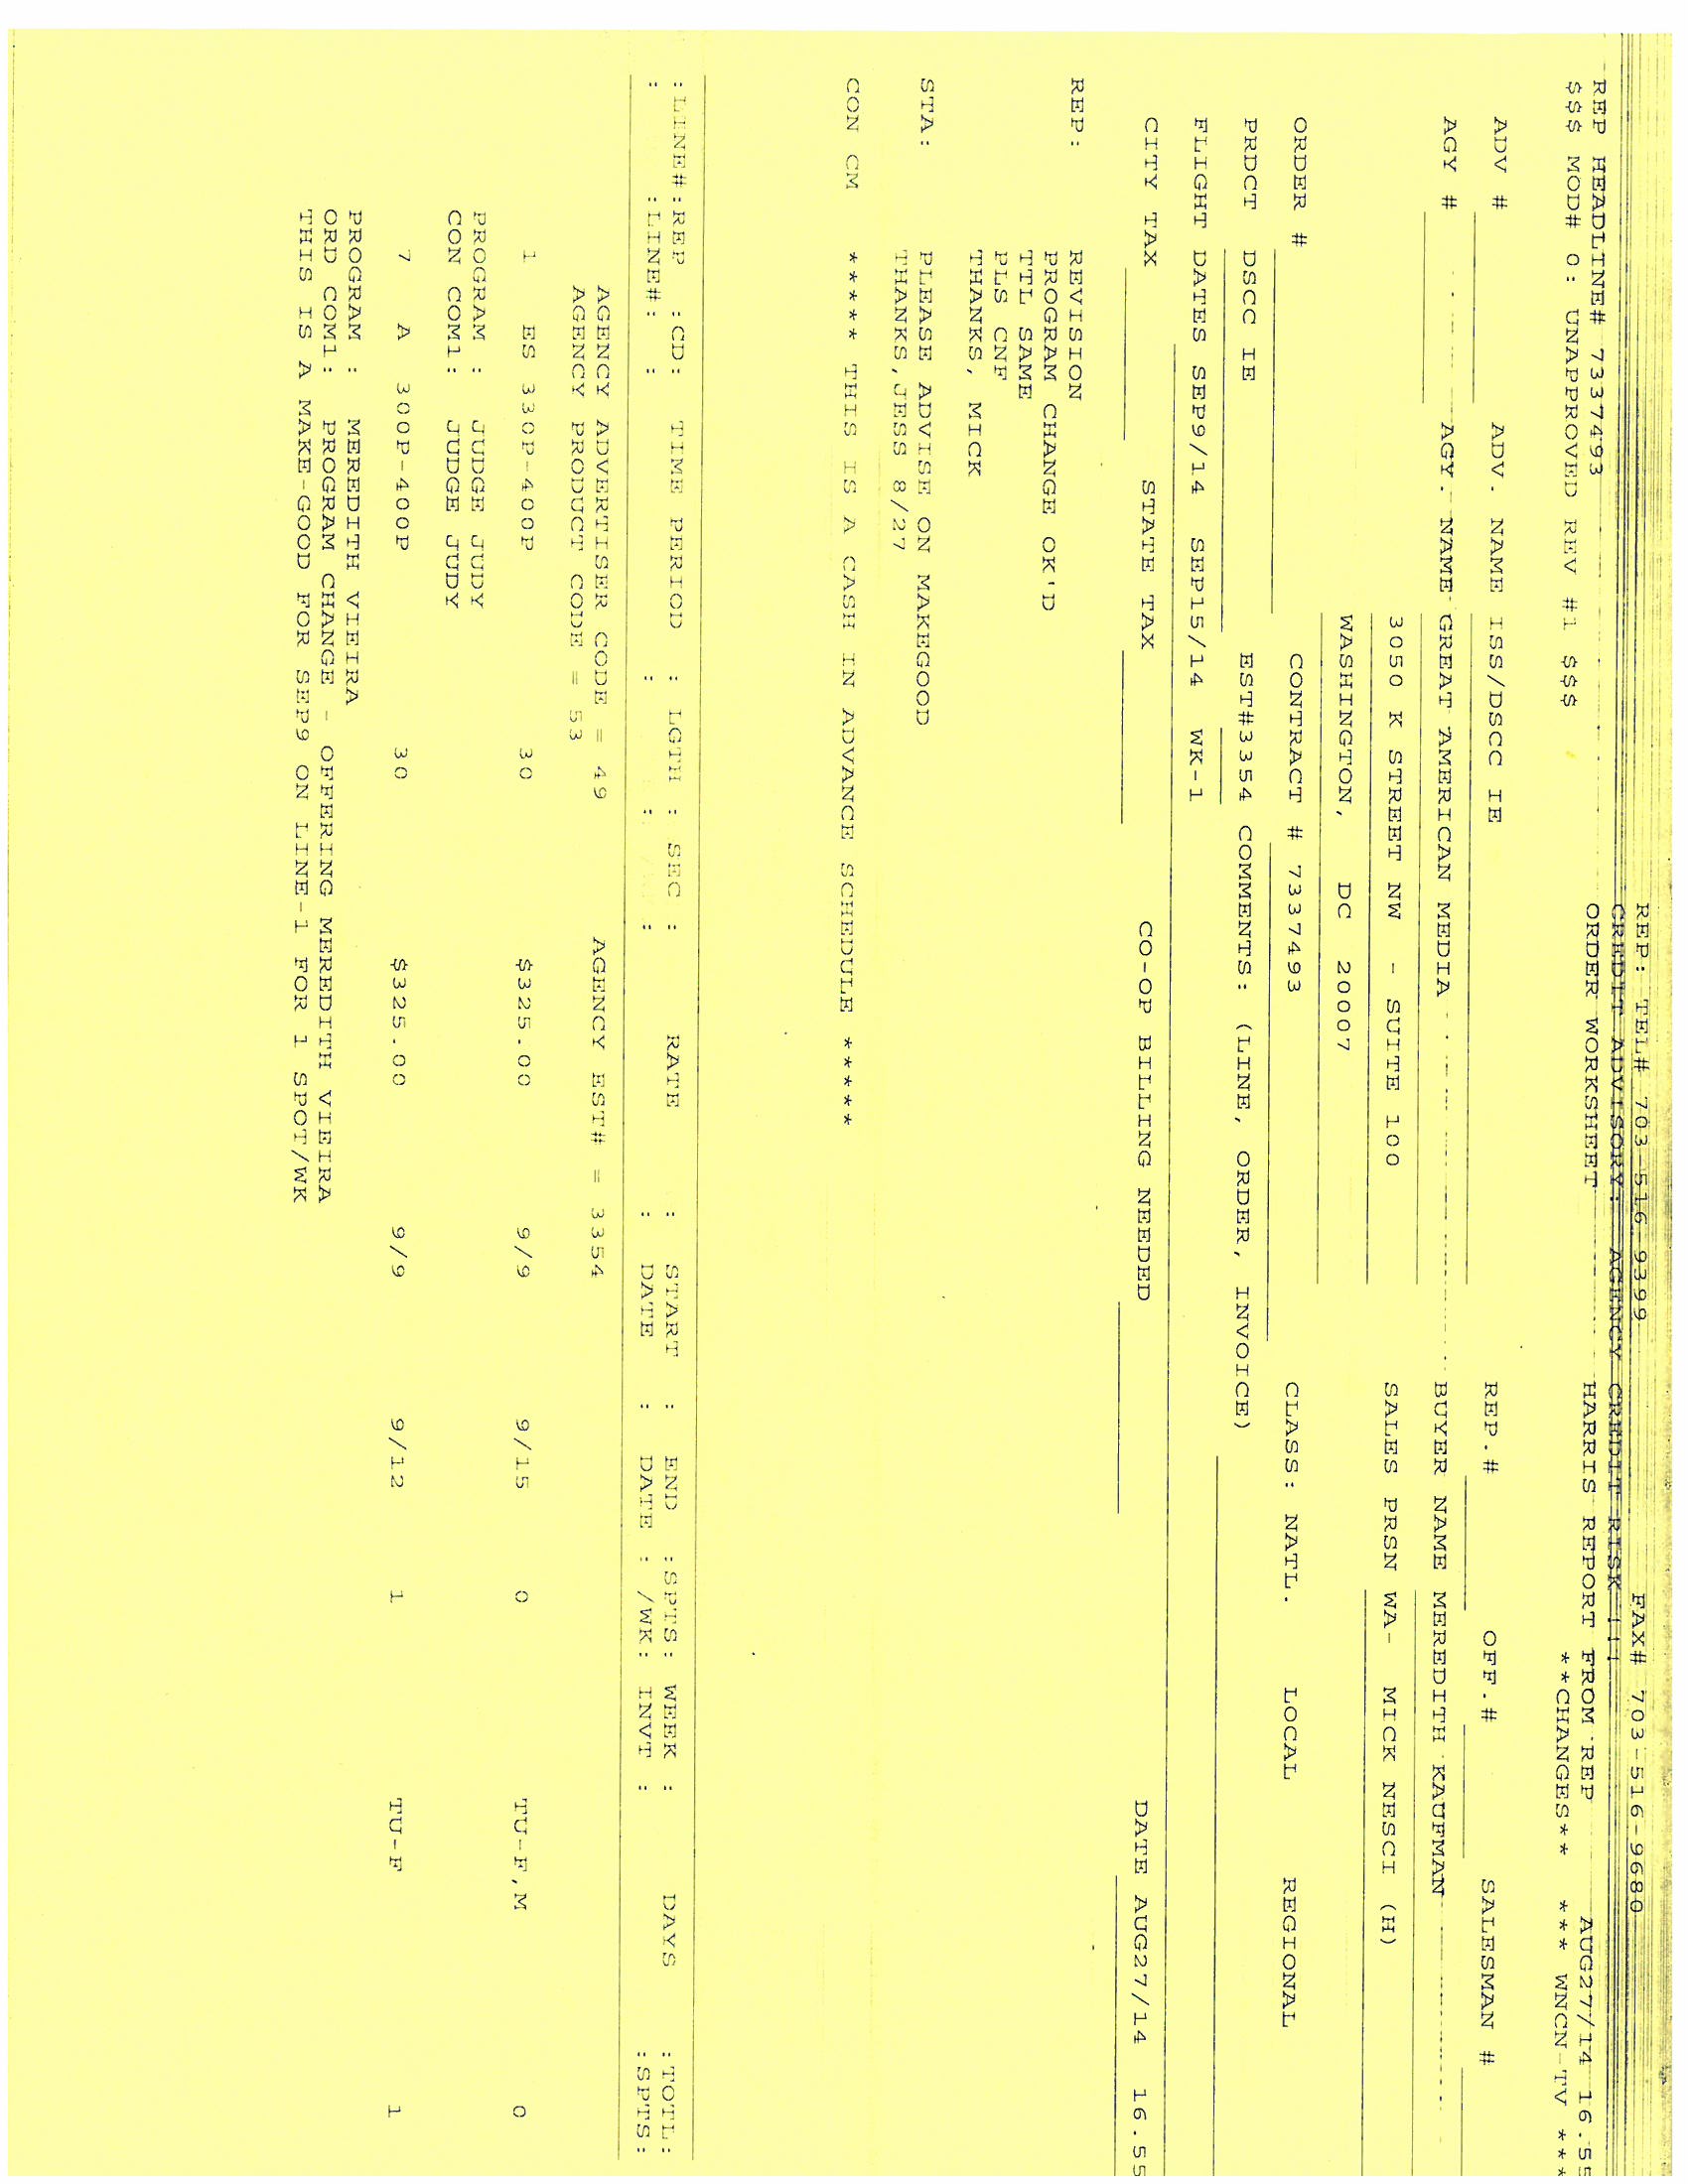 REP: TEL# 703-516-9399 FAX# 703-516-9680
CREDIT ADVISORY: AGENCY CREDIT RISK !!!
REP HEADLINE# 7337493 ORDER WORKSHEET HARRIS REPORT FROM REP AUG27/14 16.55
$$$ MOD# 0: UNAPPROVED REV #1 $$$ **CHANGES** *** WNCN-TV ***
ADV # ADV. NAME ISS/DSCC IE REP.# OFF.# SALESMAN #
AGY # AGY. NAME GREAT AMERICAN MEDIA BUYER NAME MEREDITH KAUFMAN
3050 K STREET NW - SUITE 100 SALES PRSN WA- MICK NESCI (H)
WASHINGTON, DC 20007
ORDER # CONTRACT # 7337493 CLASS: NATL. LOCAL REGIONAL
PRDCT DSCC IE EST#3354 COMMENTS: (LINE, ORDER, INVOICE)
FLIGHT DATES SEP9/14 SEP15/14 WK-1
CITY TAX STATE TAX CO-OP BILLING NEEDED DATE AUG27/14 16.55
REP: REVISION
PROGRAM CHANGE OK'D
TTL SAME
PLS CNF
THANKS, MICK
STA: PLEASE ADVISE ON MAKEGOOD
THANKS,JESS 8/27
CON CM ***** THIS IS A CASH IN ADVANCE SCHEDULE *****
:LINE#:REP :CD: TIME PERIOD : LGTH : SEC : RATE : START : END :SPTS: WEEK : DAYS :TOTL:
: :LINE#: : : : : : DATE : DATE : /WK: INVT : :SPTS:
AGENCY ADVERTISER CODE = 49 AGENCY EST# = 3354
AGENCY PRODUCT CODE = 53
1 ES 330P-400P 30 $325.00 9/9 9/15 0 TU-F,M 0
PROGRAM : JUDGE JUDY
CON COM1: JUDGE JUDY
7 A 300P-400P 30 $325.00 9/9 9/12 1 TU-F 1
PROGRAM : MEREDITH VIEIRA
ORD COM1: PROGRAM CHANGE - OFFERING MEREDITH VIEIRA
THIS IS A MAKE-GOOD FOR SEP9 ON LINE-1 FOR 1 SPOT/WK